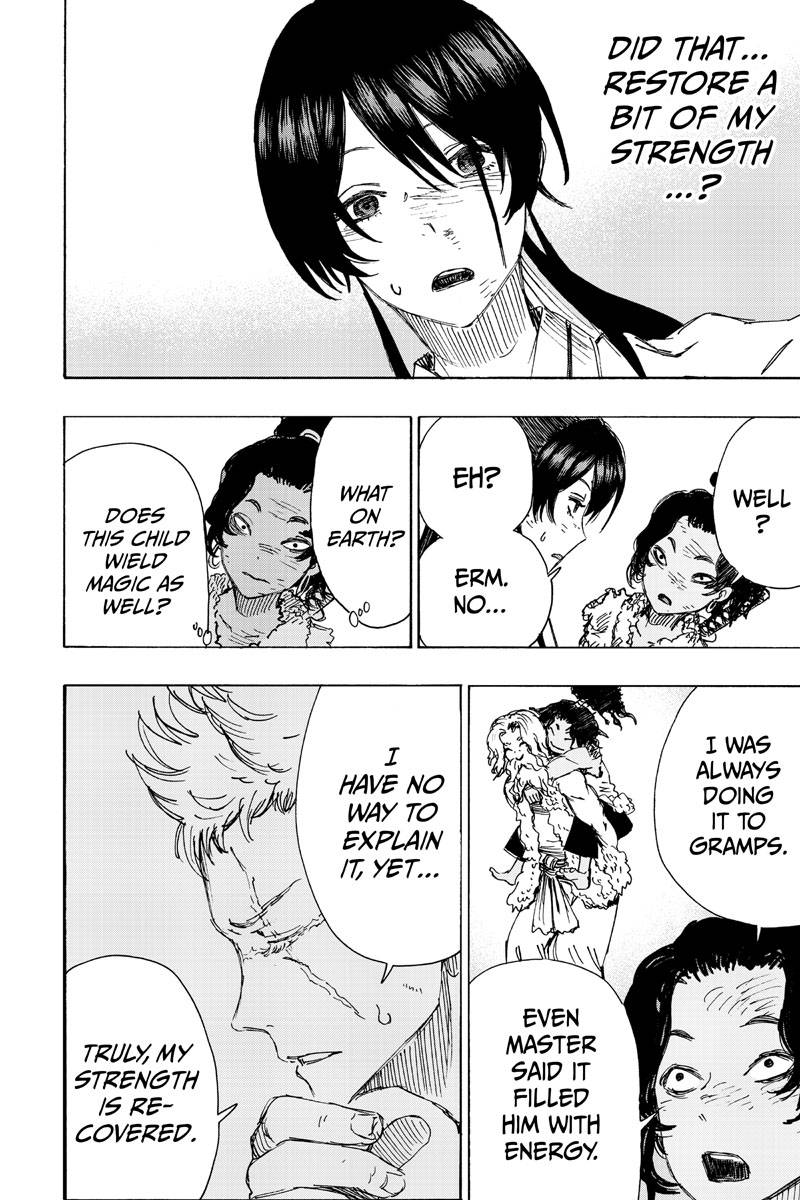 DID THAT...
RESTORE A
BIT OF MY
STRENGTH
...?
WELL
?
EH?
ERM.
NO...
WHAT
ON
EARTH?
DOES
THIS CHILD
WIELD
MAGIC AS
WELL?
I WAS
ALWAYS
DOING
IT TO
GRAMPS.
EVEN
MASTER
SAID IT
FILLED
HIM WITH
ENERGY.
I
HAVE NO
WAY TO
EXPLAIN
IT, YET...
TRULY, MY
STRENGTH
IS RE-
COVERED.